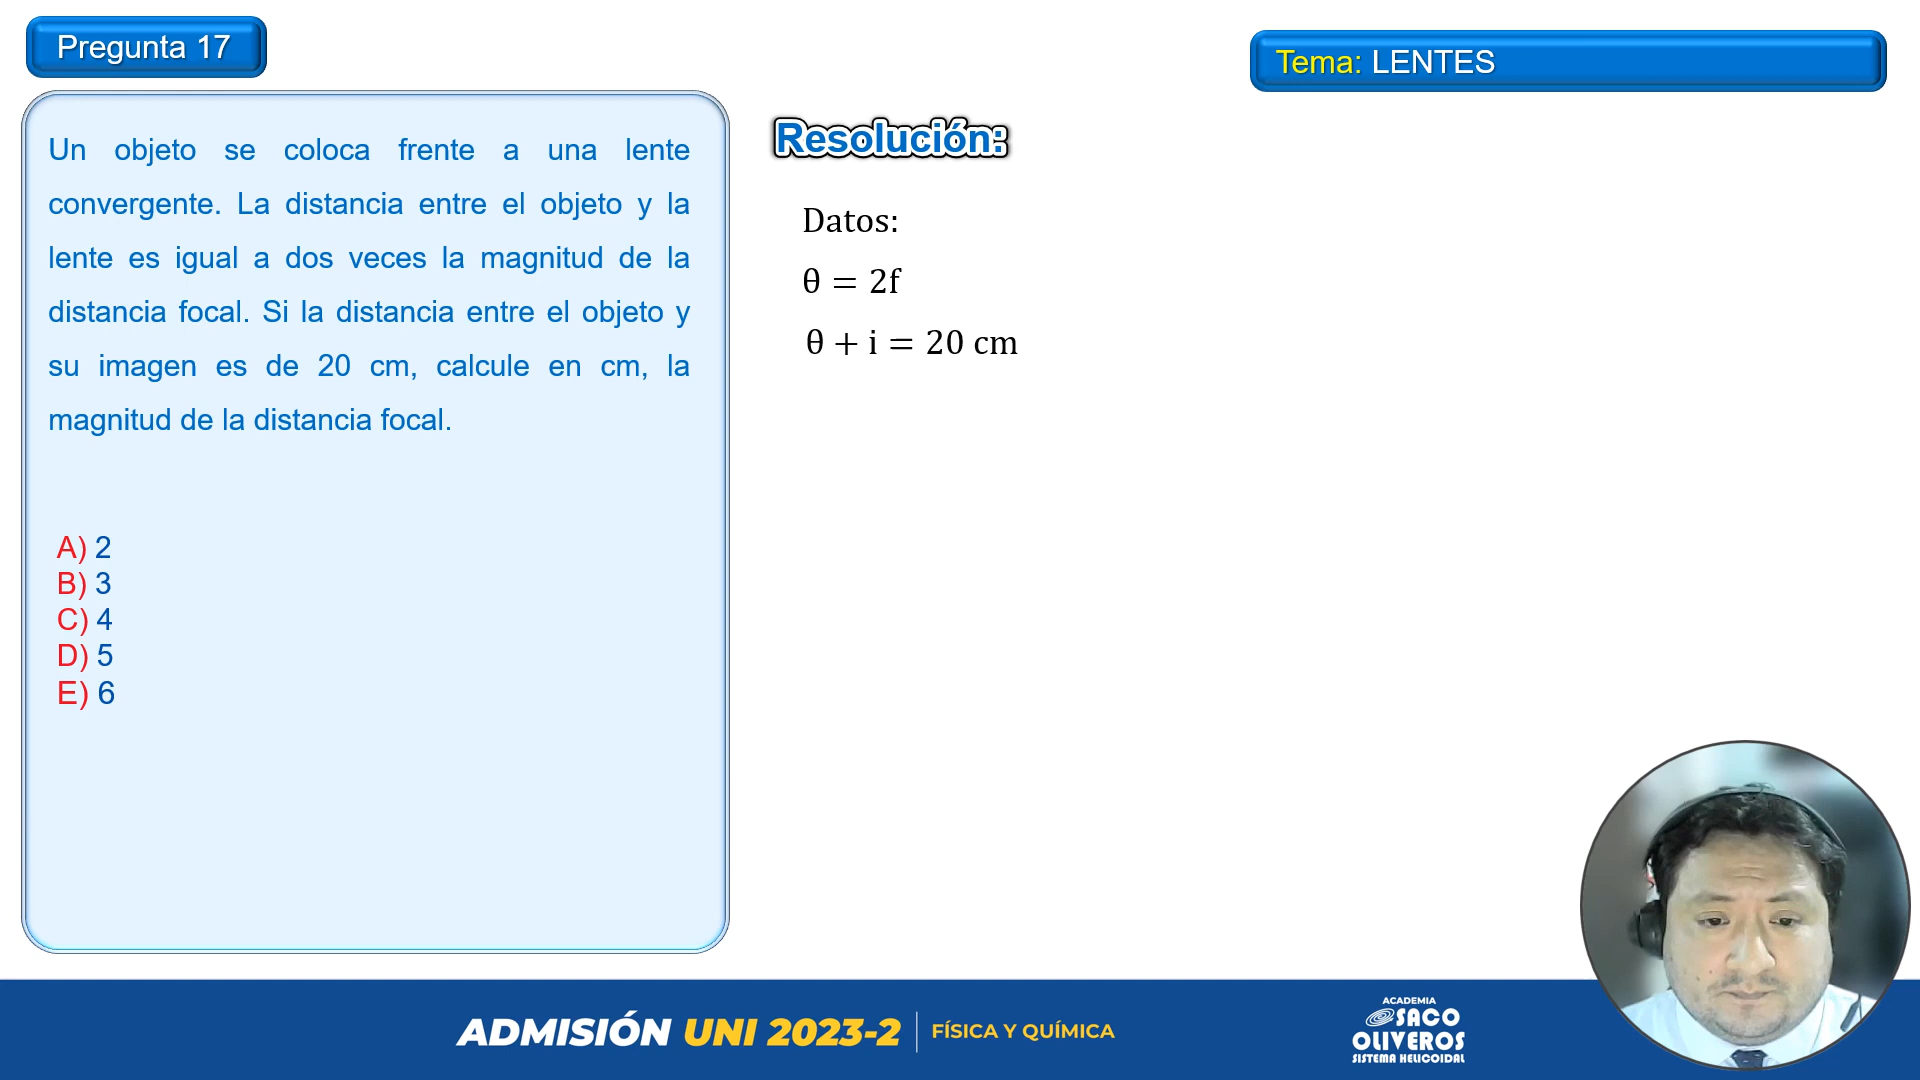 Pregunta 17
Tema: LENTES
Un objeto se coloca frente a una lente
convergente. La distancia entre el objeto y la
lente es igual a dos veces la magnitud de la
distancia focal. Si la distancia entre el objeto y
su imagen es de 20 cm, calcule en cm, la
magnitud de la distancia focal.
A) 2
B) 3
C) 4
D) 5
E) 6
Resolución:
Datos:
θ = 2f
θ + i = 20 cm
ADMISIÓN UNI 2023-2 | FÍSICA Y QUÍMICA
ACADEMIA
SACO
OLIVEROS
SISTEMA HELICOIDAL